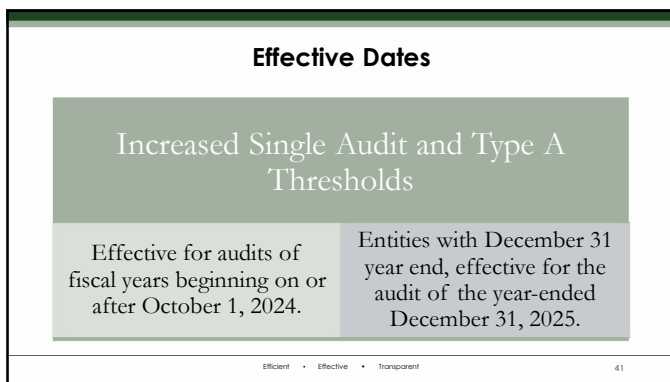 Effective Dates
Increased Single Audit and Type A
Thresholds
Effective for audits of
fiscal years beginning on or
after October 1, 2024.
Entities with December 31
year end, effective for the
audit of the year-ended
December 31, 2025.
Efficient • Effective • Transparent
41